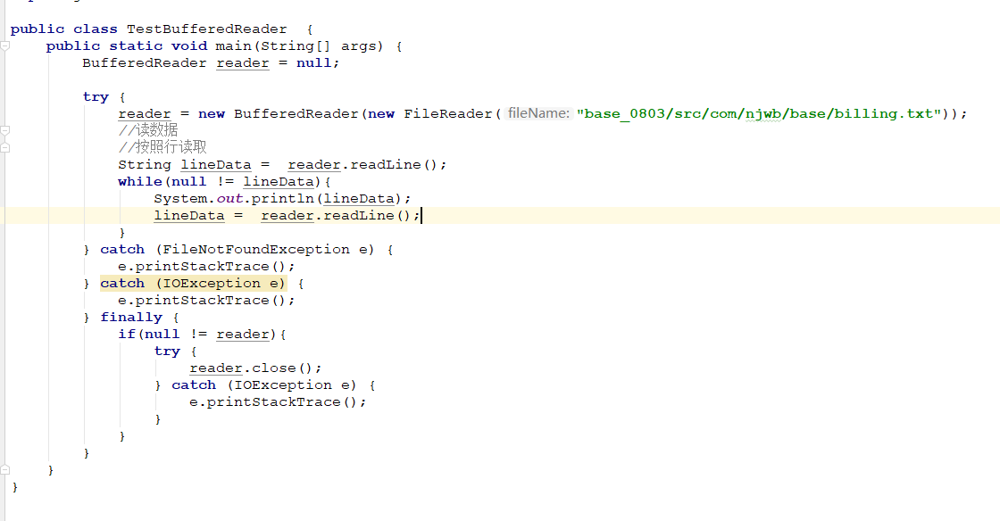 public class TestBufferedReader  {
public static void main(String[] args) {
BufferedReader reader = null;
try {
reader = new BufferedReader(new FileReader( fileName: "base_0803/src/com/njwb/base/billing.txt"));
//读数据
//按照行读取
String lineData =  reader.readLine();
while(null != lineData){
System.out.println(lineData);
lineData =  reader.readLine();
}
} catch (FileNotFoundException e) {
e.printStackTrace();
} catch (IOException e) {
e.printStackTrace();
} finally {
if(null != reader){
try {
reader.close();
} catch (IOException e) {
e.printStackTrace();
}
}
}
}
}